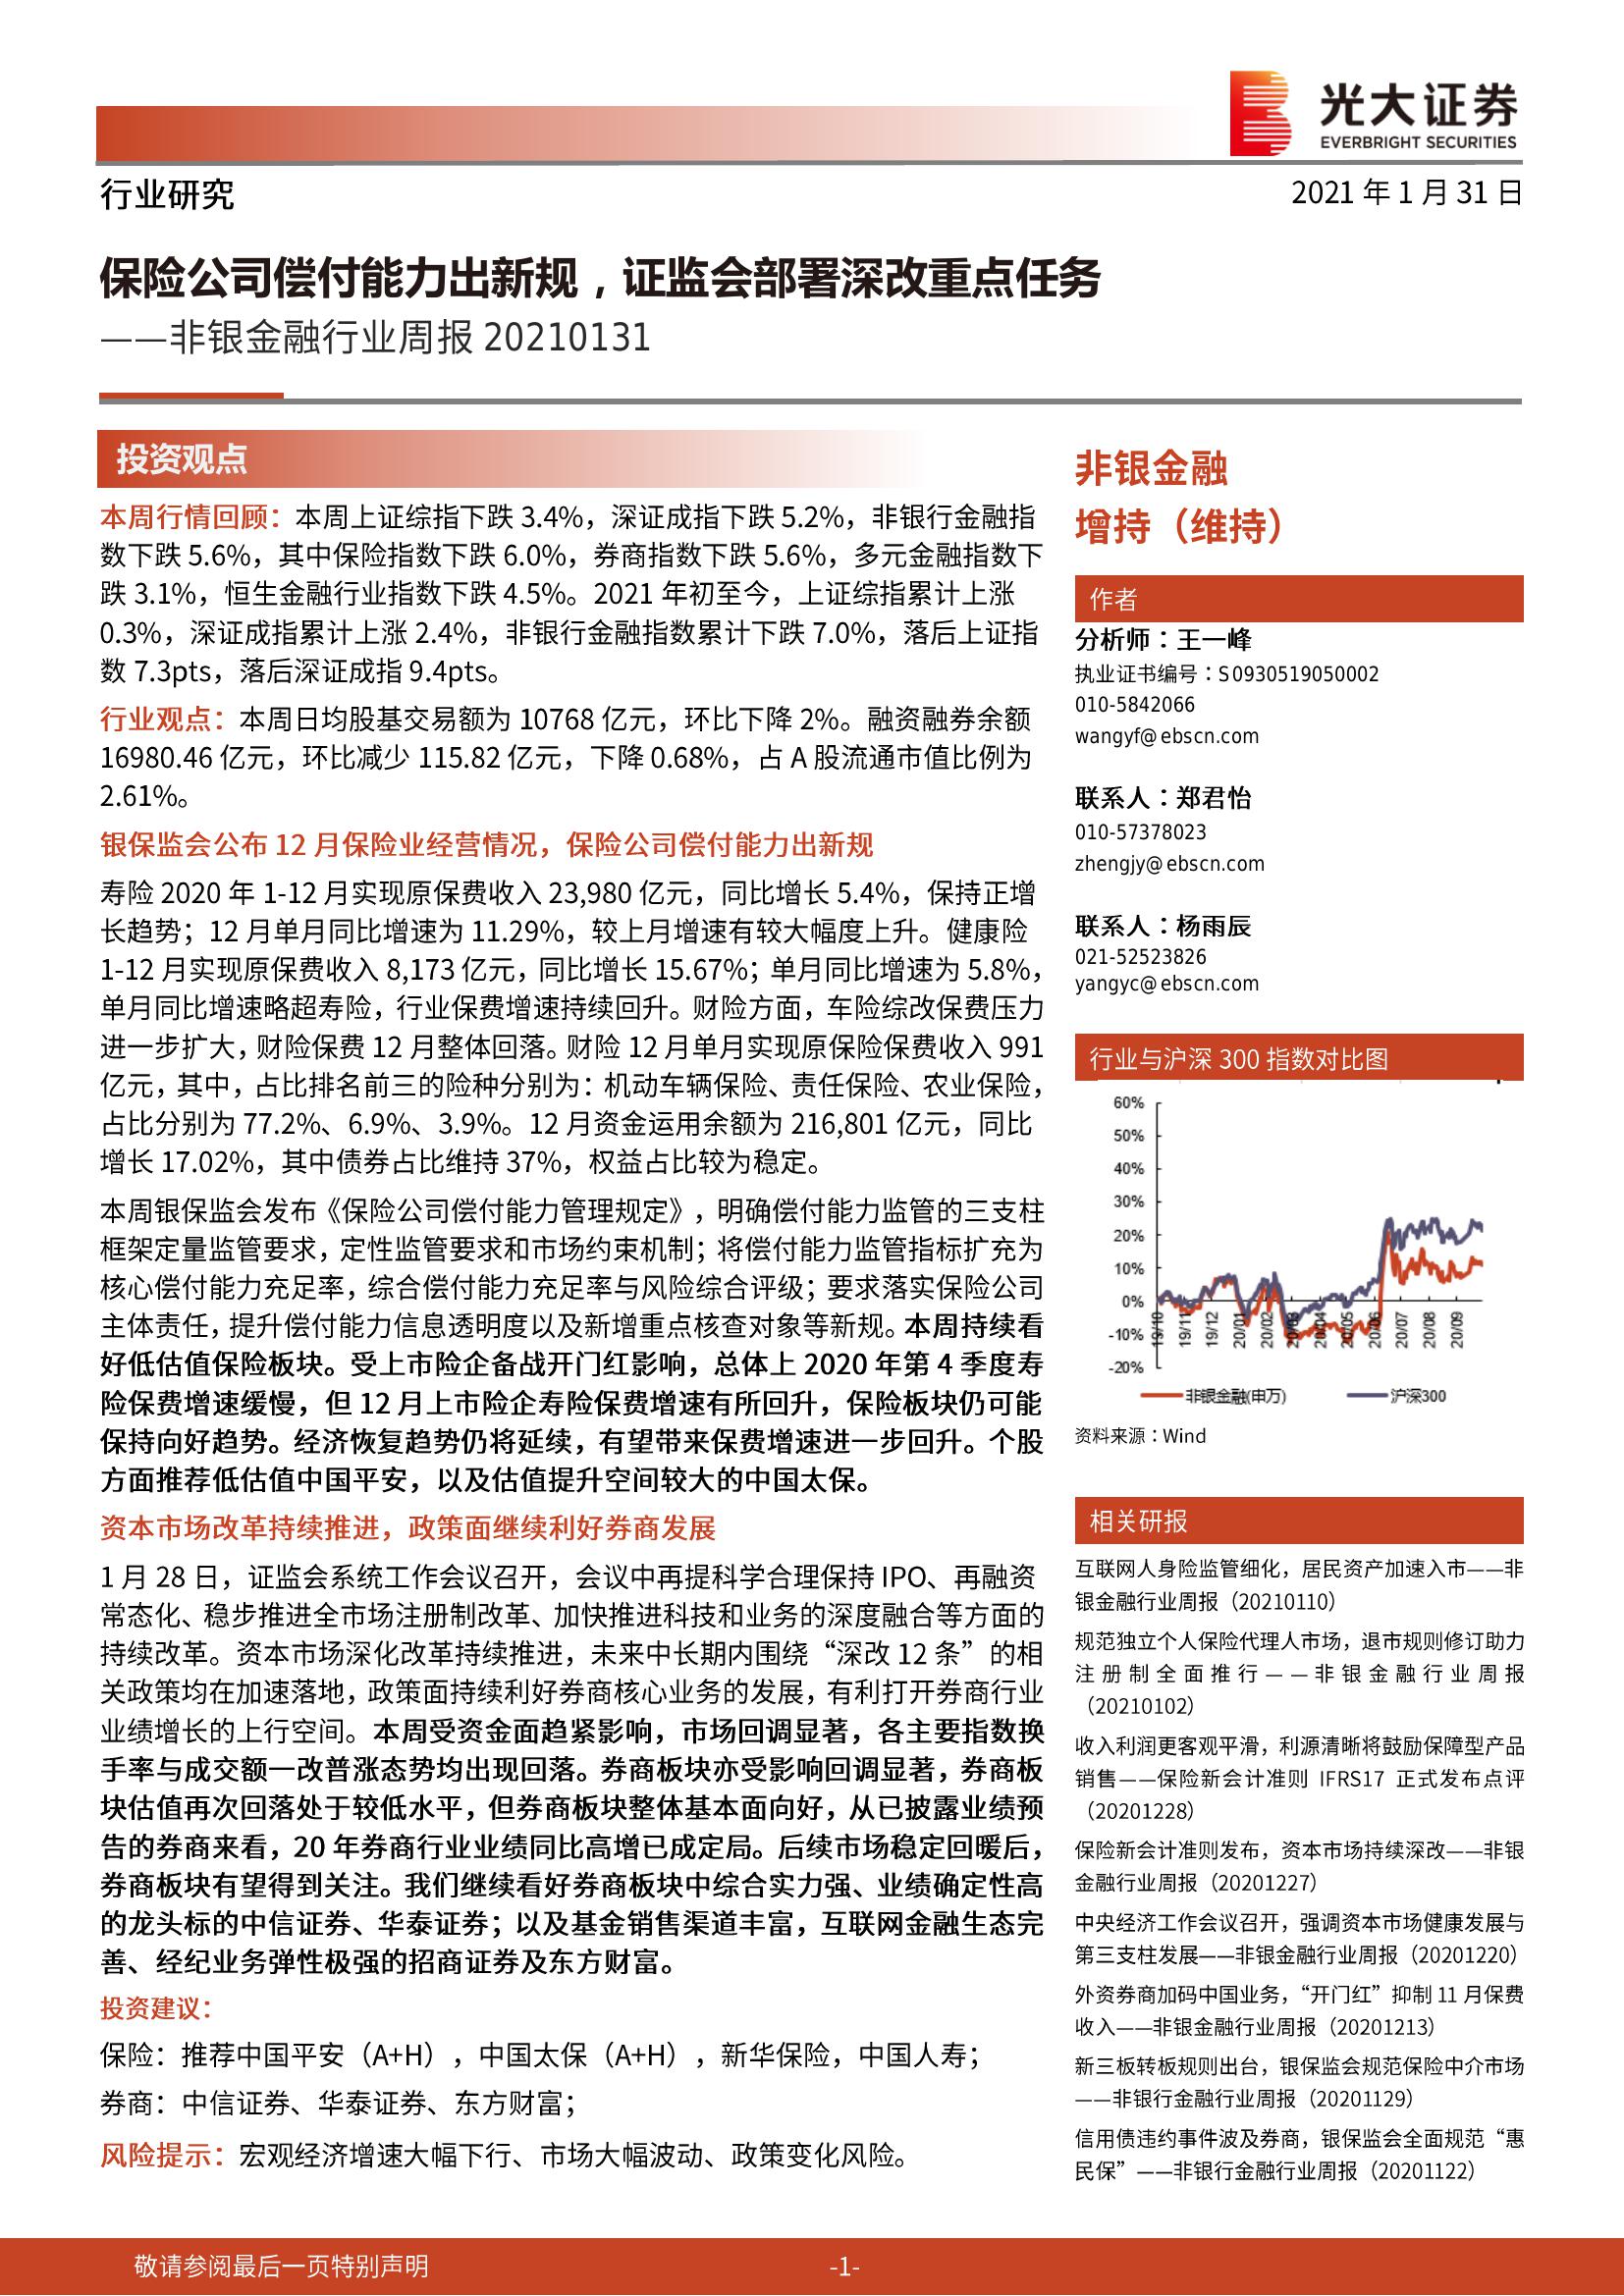 光大证券
EVERBRIGHT SECURITIES
行业研究
2021 年 1 月 31 日
保险公司偿付能力出新规，证监会部署深改重点任务
——非银金融行业周报 20210131
投资观点
本周行情回顾：本周上证综指下跌 3.4%，深证成指下跌 5.2%，非银行金融指
数下跌 5.6%，其中保险指数下跌 6.0%，券商指数下跌 5.6%，多元金融指数下
跌 3.1%，恒生金融行业指数下跌 4.5%。2021 年初至今，上证综指累计上涨
0.3%，深证成指累计上涨 2.4%，非银行金融指数累计下跌 7.0%，落后上证指
数 7.3pts，落后深证成指 9.4pts。
行业观点：本周日均股基交易额为 10768 亿元，环比下降 2%。融资融券余额
16980.46 亿元，环比减少 115.82 亿元，下降 0.68%，占 A 股流通市值比例为
2.61%。
银保监会公布 12 月保险业经营情况，保险公司偿付能力出新规
寿险 2020 年 1-12 月实现原保费收入 23,980 亿元，同比增长 5.4%，保持正增
长趋势；12 月单月同比增速为 11.29%，较上月增速有较大幅度上升。健康险
1-12 月实现原保费收入 8,173 亿元，同比增长 15.67%；单月同比增速为 5.8%，
单月同比增速略超寿险，行业保费增速持续回升。财险方面，车险综改保费压力
进一步扩大，财险保费 12 月整体回落。财险 12 月单月实现原保险保费收入 991
亿元，其中，占比排名前三的险种分别为：机动车辆保险、责任保险、农业保险，
占比分别为 77.2%、6.9%、3.9%。12 月资金运用余额为 216,801 亿元，同比
增长 17.02%，其中债券占比维持 37%，权益占比较为稳定。
本周银保监会发布《保险公司偿付能力管理规定》，明确偿付能力监管的三支柱
框架定量监管要求，定性监管要求和市场约束机制；将偿付能力监管指标扩充为
核心偿付能力充足率，综合偿付能力充足率与风险综合评级；要求落实保险公司
主体责任，提升偿付能力信息透明度以及新增重点核查对象等新规。本周持续看
好低估值保险板块。受上市险企备战开门红影响，总体上 2020 年第 4 季度寿
险保费增速缓慢，但 12 月上市险企寿险保费增速有所回升，保险板块仍可能
保持向好趋势。经济恢复趋势仍将延续，有望带来保费增速进一步回升。个股
方面推荐低估值中国平安，以及估值提升空间较大的中国太保。
资本市场改革持续推进，政策面继续利好券商发展
1 月 28 日，证监会系统工作会议召开，会议中再提科学合理保持 IPO、再融资
常态化、稳步推进全市场注册制改革、加快推进科技和业务的深度融合等方面的
持续改革。资本市场深化改革持续推进，未来中长期内围绕“深改 12 条”的相
关政策均在加速落地，政策面持续利好券商核心业务的发展，有利打开券商行业
业绩增长的上行空间。本周受资金面趋紧影响，市场回调显著，各主要指数换
手率与成交额一改普涨态势均出现回落。券商板块亦受影响回调显著，券商板
块估值再次回落处于较低水平，但券商板块整体基本面向好，从已披露业绩预
告的券商来看，20 年券商行业业绩同比高增已成定局。后续市场稳定回暖后，
券商板块有望得到关注。我们继续看好券商板块中综合实力强、业绩确定性高
的龙头标的中信证券、华泰证券；以及基金销售渠道丰富，互联网金融生态完
善、经纪业务弹性极强的招商证券及东方财富。
投资建议：
保险：推荐中国平安（A+H），中国太保（A+H），新华保险，中国人寿；
券商：中信证券、华泰证券、东方财富；
风险提示：宏观经济增速大幅下行、市场大幅波动、政策变化风险。
非银金融
增持（维持）
作者
分析师：王一峰
执业证书编号：S0930519050002
010-5842066
wangyf@ebscn.com
联系人：郑君怡
010-57378023
zhengjy@ebscn.com
联系人：杨雨辰
021-52523826
yangyc@ebscn.com
行业与沪深 300 指数对比图
60%
50%
40%
30%
20%
10%
0%
-10%
-20%
19/10 19/11 19/12 20/01 20/02 20/03 20/04 20/05 20/06 20/07 20/08 20/09
非银金融(申万) 沪深300
资料来源：Wind
相关研报
互联网人身险监管细化，居民资产加速入市——非
银金融行业周报（20210110）
规范独立个人保险代理人市场，退市规则修订助力
注册制全面推行——非银金融行业周报
（20210102）
收入利润更客观平滑，利源清晰将鼓励保障型产品
销售——保险新会计准则 IFRS17 正式发布点评
（20201228）
保险新会计准则发布，资本市场持续深改——非银
金融行业周报（20201227）
中央经济工作会议召开，强调资本市场健康发展与
第三支柱发展——非银金融行业周报（20201220）
外资券商加码中国业务，“开门红”抑制 11 月保费
收入——非银金融行业周报（20201213）
新三板转板规则出台，银保监会规范保险中介市场
——非银行金融行业周报（20201129）
信用债违约事件波及券商，银保监会全面规范“惠
民保”——非银行金融行业周报（20201122）
敬请参阅最后一页特别声明
-1-